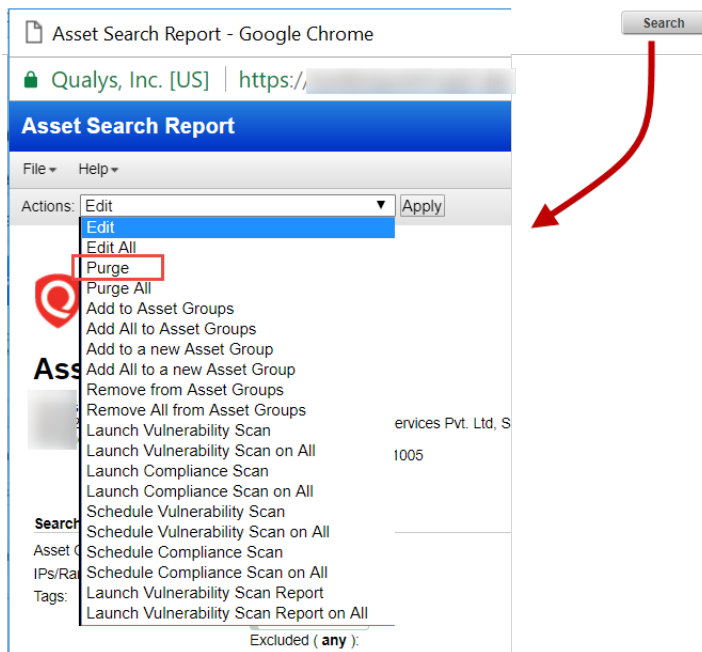 Asset Search Report - Google Chrome
Search
Qualys, Inc. [US] | https://
Asset Search Report
File Help
Actions: Edit Apply
Edit
Edit All
Purge
Purge All
Add to Asset Groups
Add All to Asset Groups
Add to a new Asset Group
Add All to a new Asset Group
Remove from Asset Groups
Remove All from Asset Groups
Launch Vulnerability Scan
ervices Pvt. Ltd, S
Launch Vulnerability Scan on All
1005
Launch Compliance Scan
Launch Compliance Scan on All
Schedule Vulnerability Scan
Search
Schedule Vulnerability Scan on All
Asset
Schedule Compliance Scan
IPs/Ra
Schedule Compliance Scan on All
Tags:
Launch Vulnerability Scan Report
Launch Vulnerability Scan Report on All
Excluded ( any ):